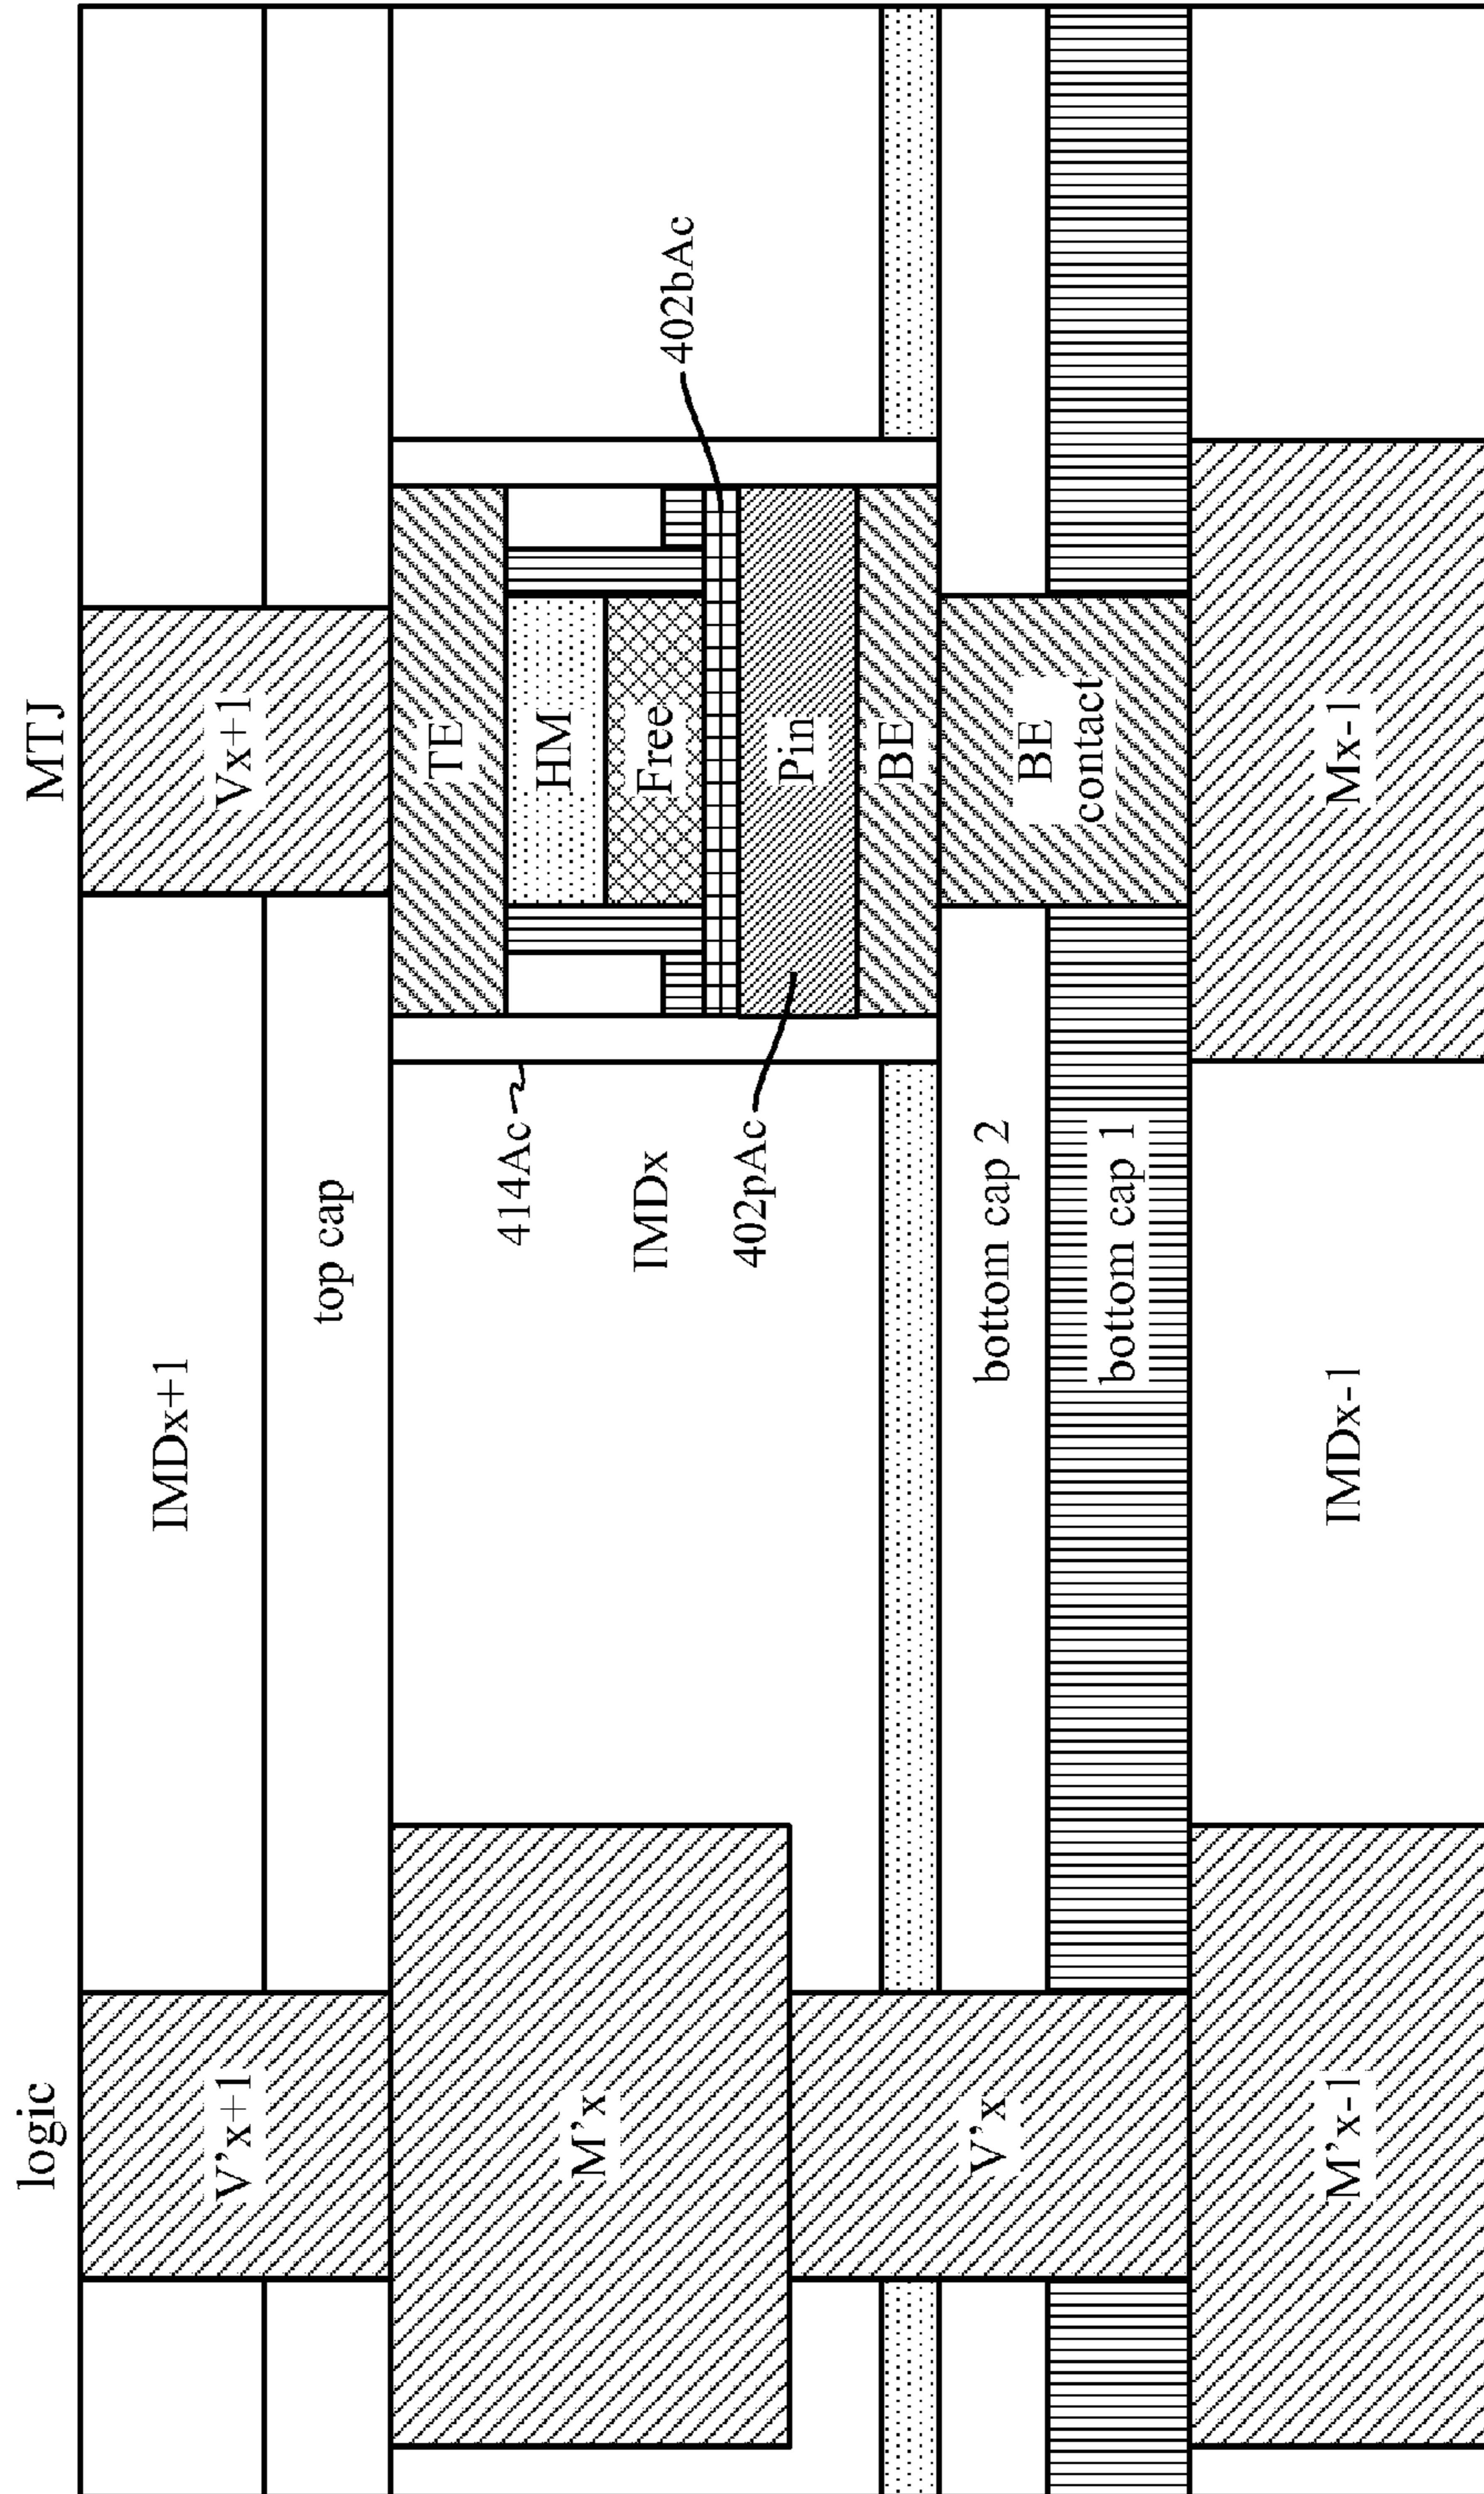 logic
MTJ
V'x+1
IMDx+1
Vx+1
top cap
TE
414Ac
HM
M'x
IMDx
Free
402bAc
402pAc
Pin
BE
V'x
bottom cap 2
BE
contact
bottom cap 1
M'x-1
IMDx-1
Mx-1